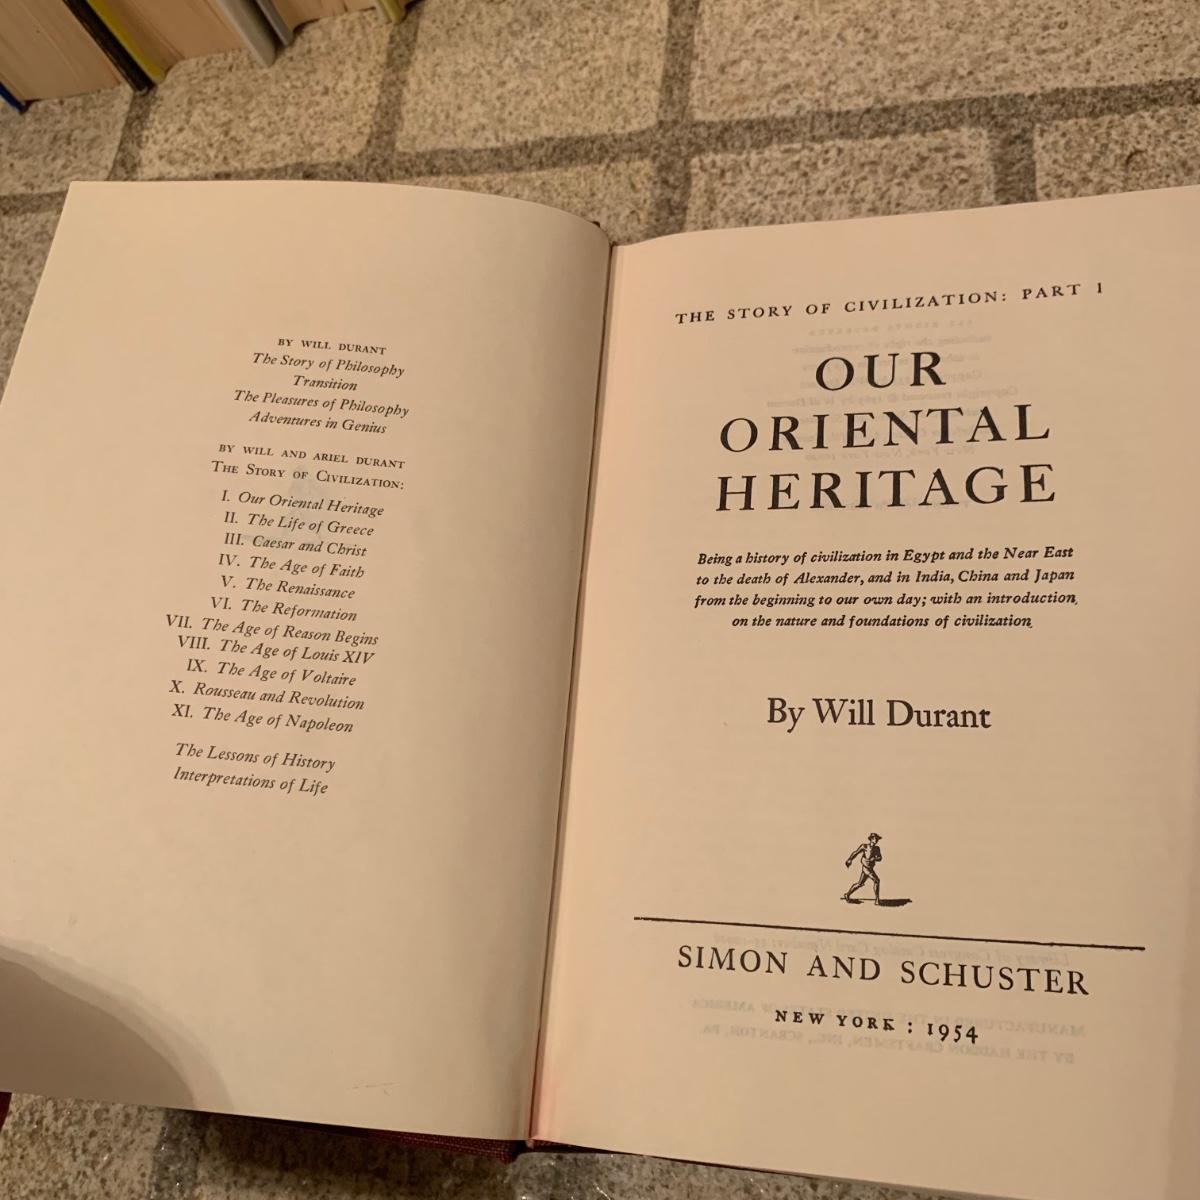 BY WILL DURANT
The Story of Philosophy
Transition
The Pleasures of Philosophy
Adventures in Genius
BY WILL AND ARIEL DURANT
THE STORY OF CIVILIZATION:
I. Our Oriental Heritage
II. The Life of Greece
III. Caesar and Christ
IV. The Age of Faith
V. The Renaissance
VI. The Reformation
VII. The Age of Reason Begins
VIII. The Age of Louis XIV
IX. The Age of Voltaire
X. Rousseau and Revolution
XI. The Age of Napoleon
The Lessons of History
Interpretations of Life
THE STORY OF CIVILIZATION: PART I
OUR
ORIENTAL
HERITAGE
Being a history of civilization in Egypt and the Near East
to the death of Alexander, and in India, China and Japan
from the beginning to our own day; with an introduction,
on the nature and foundations of civilization
By Will Durant
SIMON AND SCHUSTER
NEW YORK : 1954